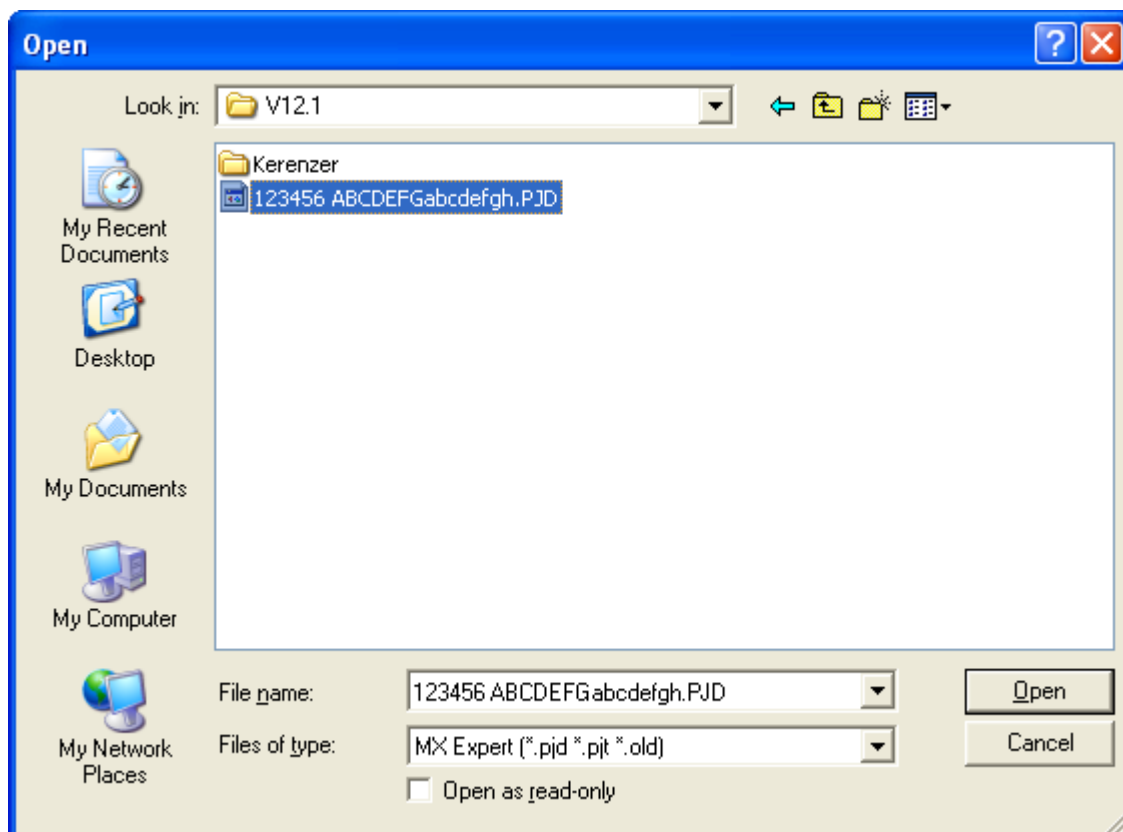 Open
Look in:
V12.1
Kerenzer
123456 ABCDEFGabcdefgh.PJD
My Recent
Documents
Desktop
My Documents
My Computer
My Network
Places
File name:
123456 ABCDEFGabcdefgh.PJD
Open
Files of type:
MX Expert (*.pjd *.pjt *.old)
Cancel
Open as read-only